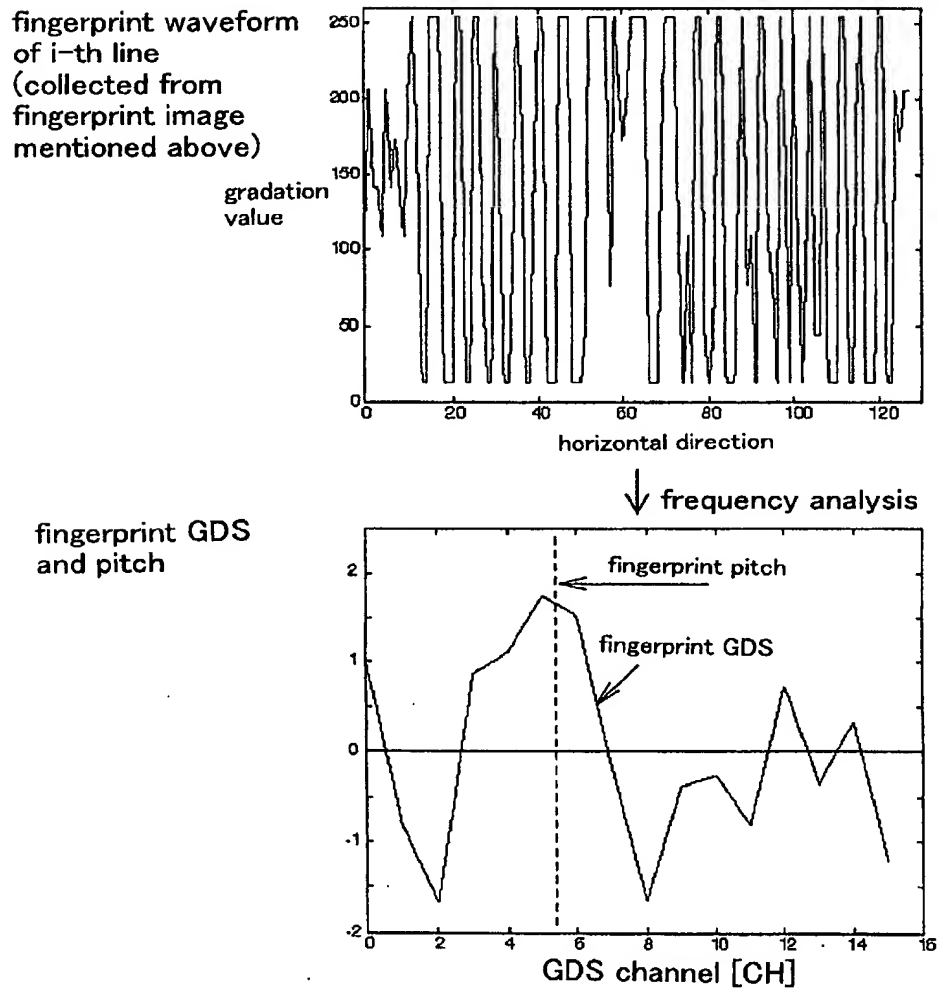 fingerprint waveform
of i-th line
(collected from
fingerprint image
mentioned above)
gradation
value
250
200
150
100
50
0
0 20 40 60 80 100 120
horizontal direction
frequency analysis
fingerprint GDS
and pitch
fingerprint pitch
fingerprint GDS
2
1
0
-1
-2
0 2 4 6 8 10 12 14 16
GDS channel [CH]